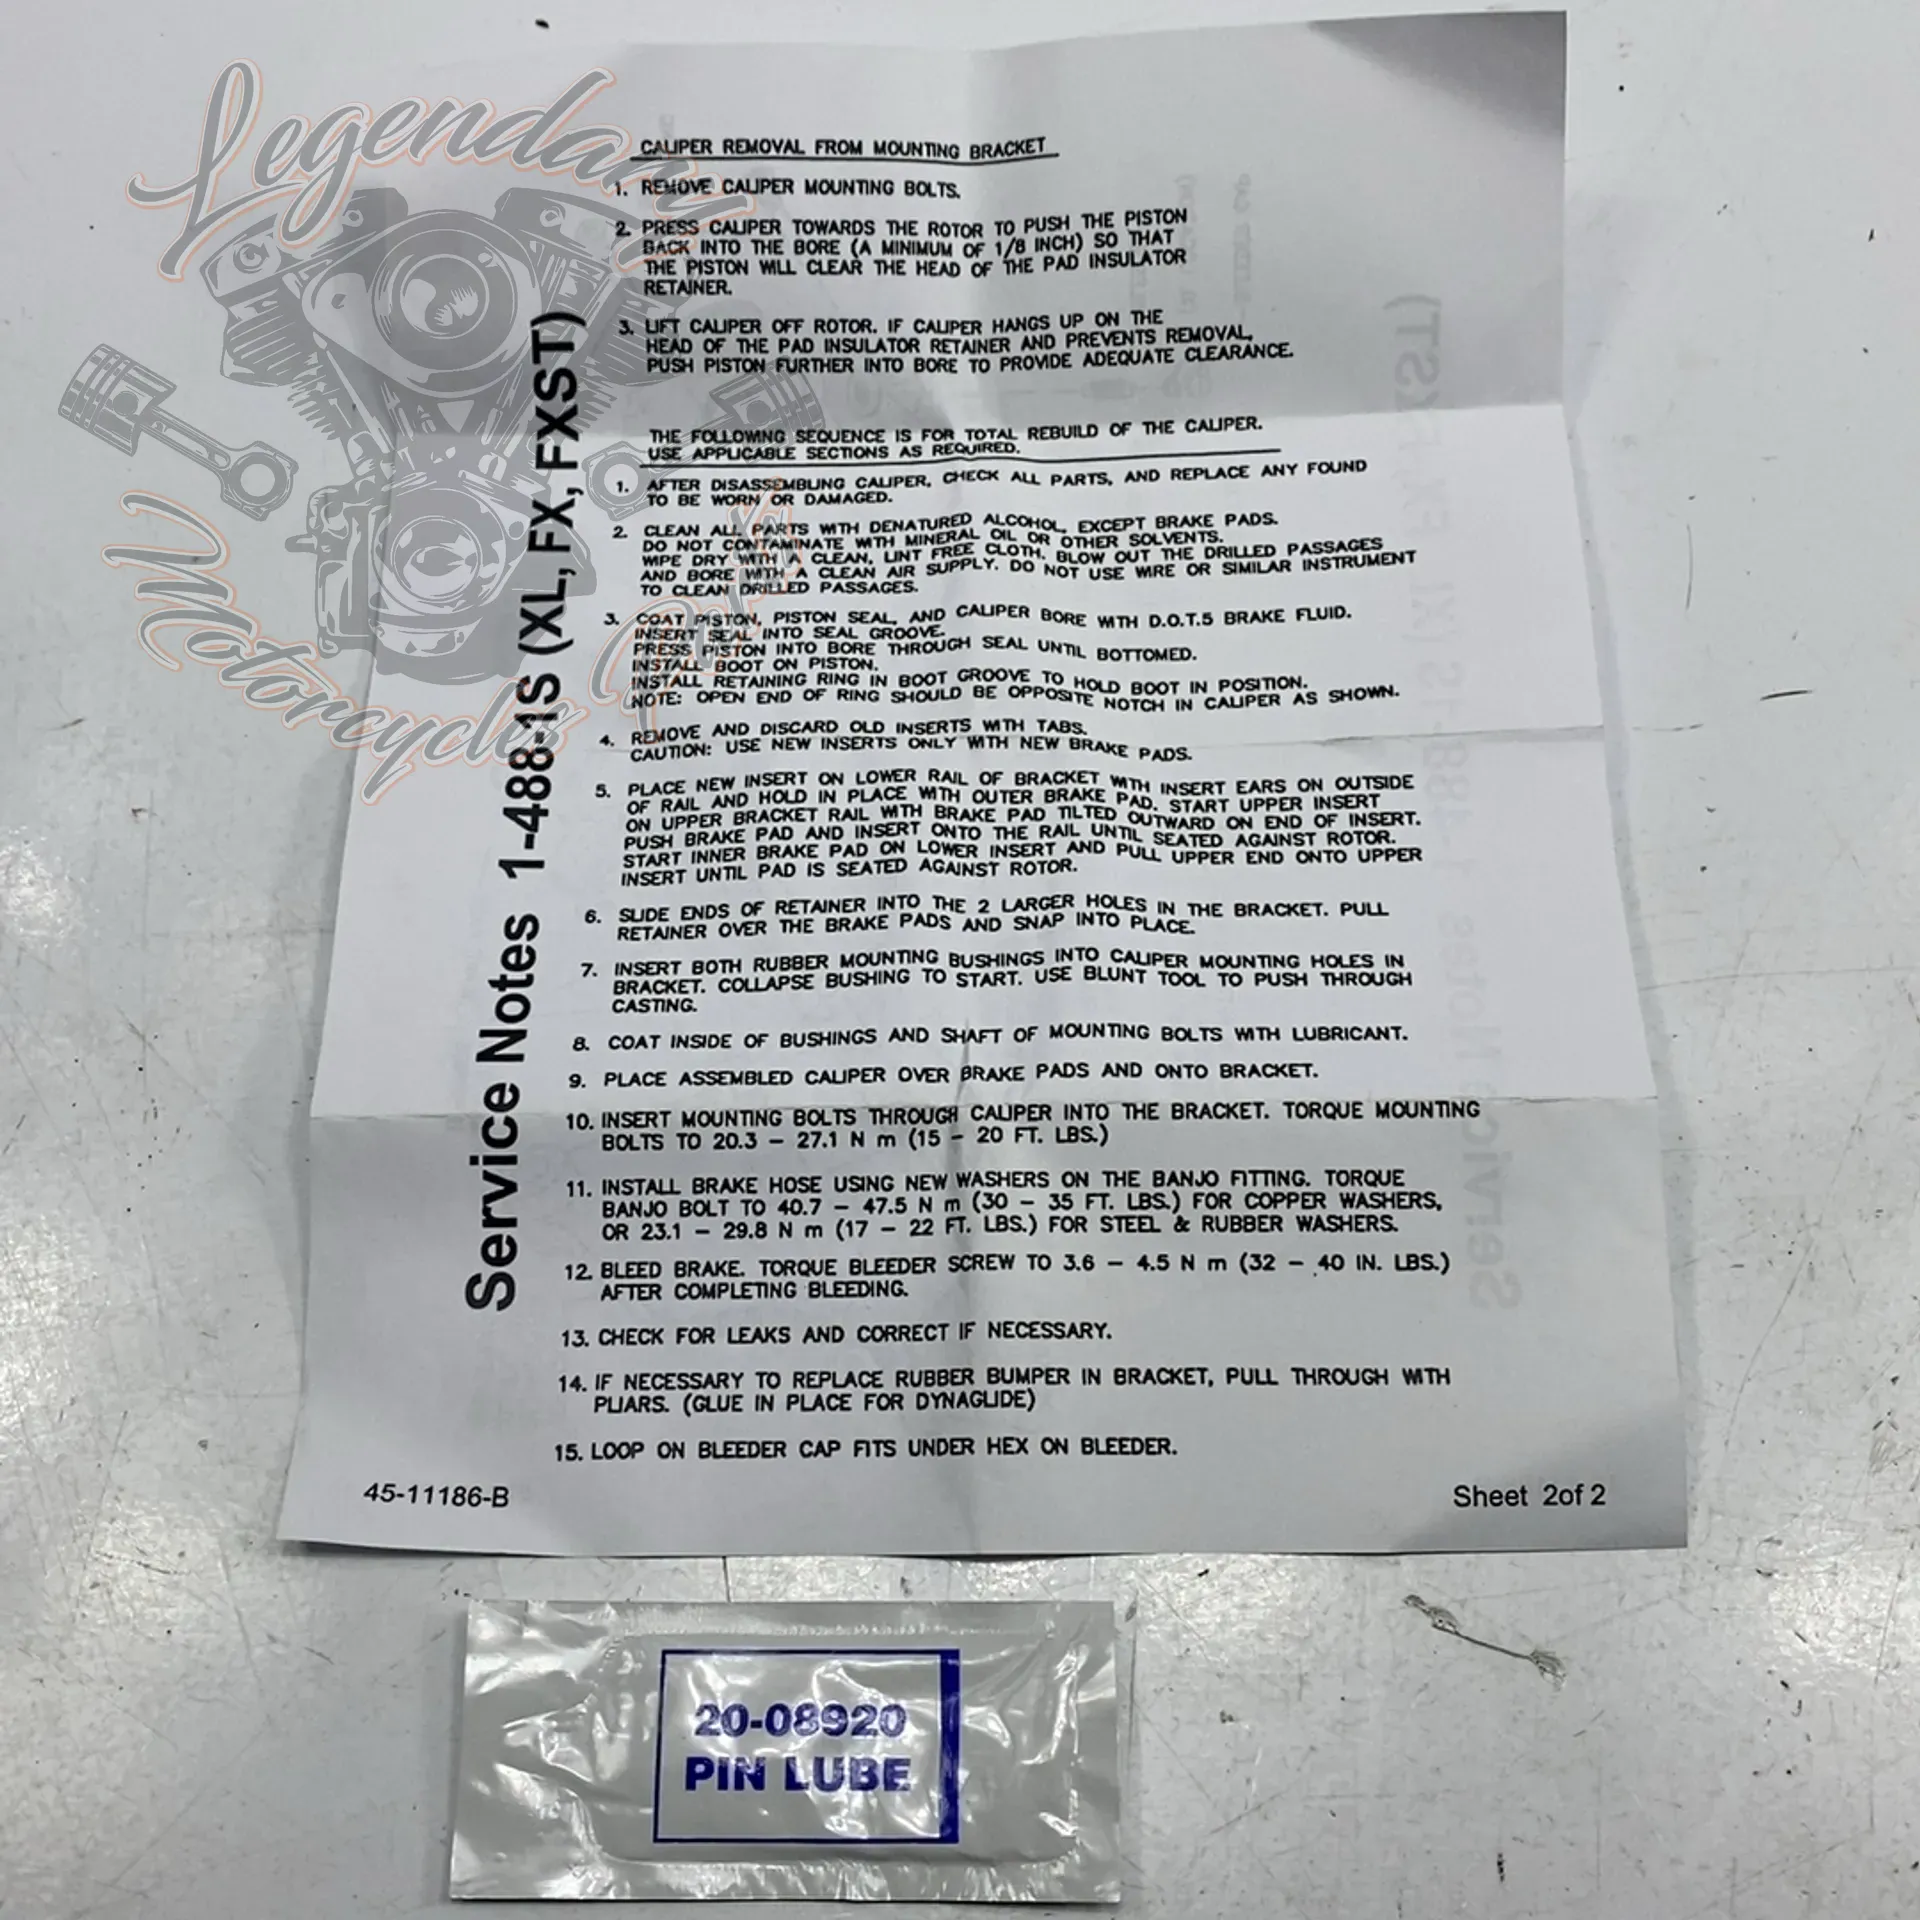 Legendary
Motorcycles Parts
Service Notes 1-488-1S (XL, FX, FXST)
CALIPER REMOVAL FROM MOUNTING BRACKET
1. REMOVE CALIPER MOUNTING BOLTS.
2. PRESS CALIPER TOWARDS THE ROTOR TO PUSH THE PISTON
BACK INTO THE BORE (A MINIMUM OF 1/8 INCH) SO THAT
THE PISTON WILL CLEAR THE HEAD OF THE PAD INSULATOR
RETAINER.
3. LIFT CALIPER OFF ROTOR. IF CALIPER HANGS UP ON THE
HEAD OF THE PAD INSULATOR RETAINER AND PREVENTS REMOVAL,
PUSH PISTON FURTHER INTO BORE TO PROVIDE ADEQUATE CLEARANCE.
THE FOLLOWING SEQUENCE IS FOR TOTAL REBUILD OF THE CALIPER.
USE APPLICABLE SECTIONS AS REQUIRED.
1. AFTER DISASSEMBLING CALIPER, CHECK ALL PARTS, AND REPLACE ANY FOUND
TO BE WORN OR DAMAGED.
2. CLEAN ALL PARTS WITH DENATURED ALCOHOL, EXCEPT BRAKE PADS.
DO NOT CONTAMINATE WITH MINERAL OIL OR OTHER SOLVENTS.
WIPE DRY WITH A CLEAN, LINT FREE CLOTH. BLOW OUT THE DRILLED PASSAGES
AND BORE WITH A CLEAN AIR SUPPLY. DO NOT USE WIRE OR SIMILAR INSTRUMENT
TO CLEAN DRILLED PASSAGES.
3. COAT PISTON, PISTON SEAL, AND CALIPER BORE WITH D.O.T.5 BRAKE FLUID.
INSERT SEAL INTO SEAL GROOVE.
PRESS PISTON INTO BORE THROUGH SEAL UNTIL BOTTOMED.
INSTALL BOOT ON PISTON.
INSTALL RETAINING RING IN BOOT GROOVE TO HOLD BOOT IN POSITION.
NOTE: OPEN END OF RING SHOULD BE OPPOSITE NOTCH IN CALIPER AS SHOWN.
4. REMOVE AND DISCARD OLD INSERTS WITH TABS.
CAUTION: USE NEW INSERTS ONLY WITH NEW BRAKE PADS.
5. PLACE NEW INSERT ON LOWER RAIL OF BRACKET WITH INSERT EARS ON OUTSIDE
OF RAIL AND HOLD IN PLACE WITH OUTER BRAKE PAD. START UPPER INSERT
ON UPPER BRACKET RAIL WITH BRAKE PAD TILTED OUTWARD ON END OF INSERT.
PUSH BRAKE PAD AND INSERT ONTO THE RAIL UNTIL SEATED AGAINST ROTOR.
START INNER BRAKE PAD ON LOWER INSERT AND PULL UPPER END ONTO UPPER
INSERT UNTIL PAD IS SEATED AGAINST ROTOR.
6. SLIDE ENDS OF RETAINER INTO THE 2 LARGER HOLES IN THE BRACKET. PULL
RETAINER OVER THE BRAKE PADS AND SNAP INTO PLACE.
7. INSERT BOTH RUBBER MOUNTING BUSHINGS INTO CALIPER MOUNTING HOLES IN
BRACKET. COLLAPSE BUSHING TO START. USE BLUNT TOOL TO PUSH THROUGH
CASTING.
8. COAT INSIDE OF BUSHINGS AND SHAFT OF MOUNTING BOLTS WITH LUBRICANT.
9. PLACE ASSEMBLED CALIPER OVER BRAKE PADS AND ONTO BRACKET.
10. INSERT MOUNTING BOLTS THROUGH CALIPER INTO THE BRACKET. TORQUE MOUNTING
BOLTS TO 20.3 - 27.1 N m (15 - 20 FT. LBS.)
11. INSTALL BRAKE HOSE USING NEW WASHERS ON THE BANJO FITTING. TORQUE
BANJO BOLT TO 40.7 - 47.5 N m (30 - 35 FT. LBS.) FOR COPPER WASHERS,
OR 23.1 - 29.8 N m (17 - 22 FT. LBS.) FOR STEEL & RUBBER WASHERS.
12. BLEED BRAKE. TORQUE BLEEDER SCREW TO 3.6 - 4.5 N m (32 - 40 IN. LBS.)
AFTER COMPLETING BLEEDING.
13. CHECK FOR LEAKS AND CORRECT IF NECESSARY.
14. IF NECESSARY TO REPLACE RUBBER BUMPER IN BRACKET, PULL THROUGH WITH
PLIARS. (GLUE IN PLACE FOR DYNAGLIDE)
15. LOOP ON BLEEDER CAP FITS UNDER HEX ON BLEEDER.
45-11186-B
Sheet 2of 2
20-08920
PIN LUBE